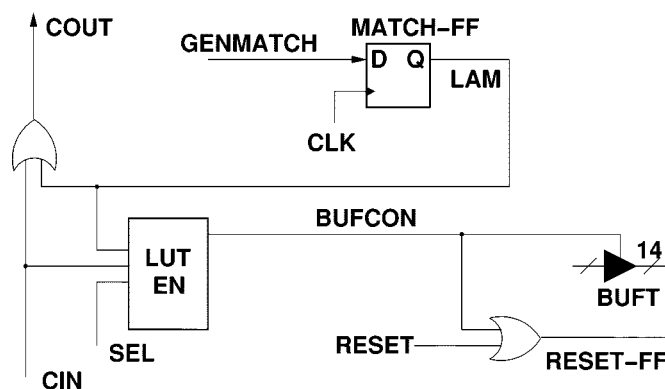 COUT
MATCH-FF
GENMATCH
D Q
LAM
CLK
BUFCON
LUT
EN
14
BUFT
SEL
RESET
RESET-FF
CIN